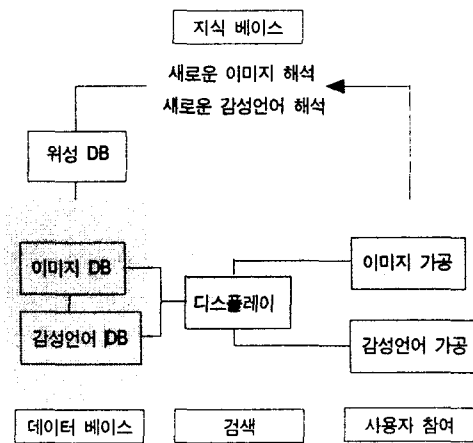 지식 베이스
새로운 이미지 해석
새로운 감성언어 해석
위성 DB
이미지 DB
이미지 가공
디스플레이
감성언어 DB
감성언어 가공
데이터 베이스
검색
사용자 참여